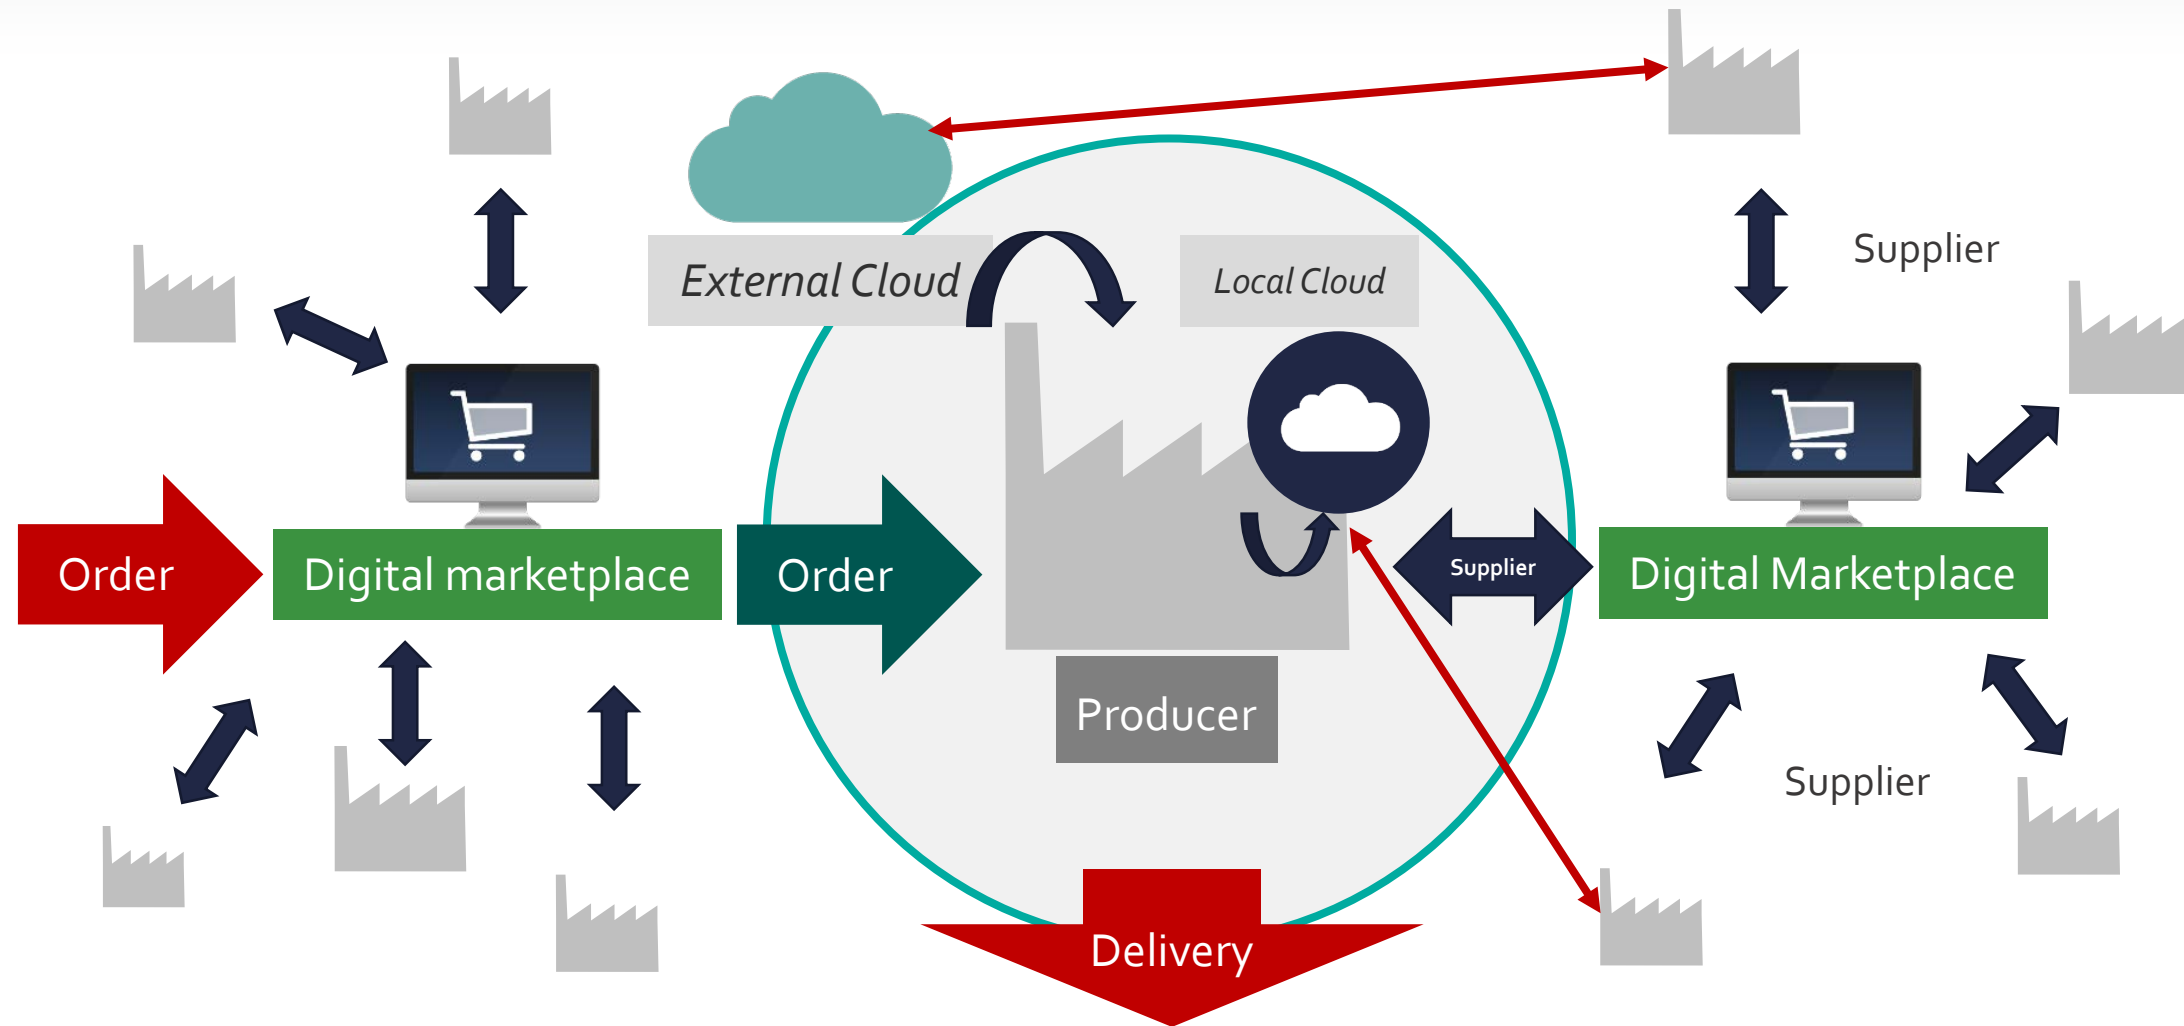 External Cloud
Local Cloud
Supplier
Order
Digital marketplace
Order
Supplier
Digital Marketplace
Producer
Supplier
Delivery